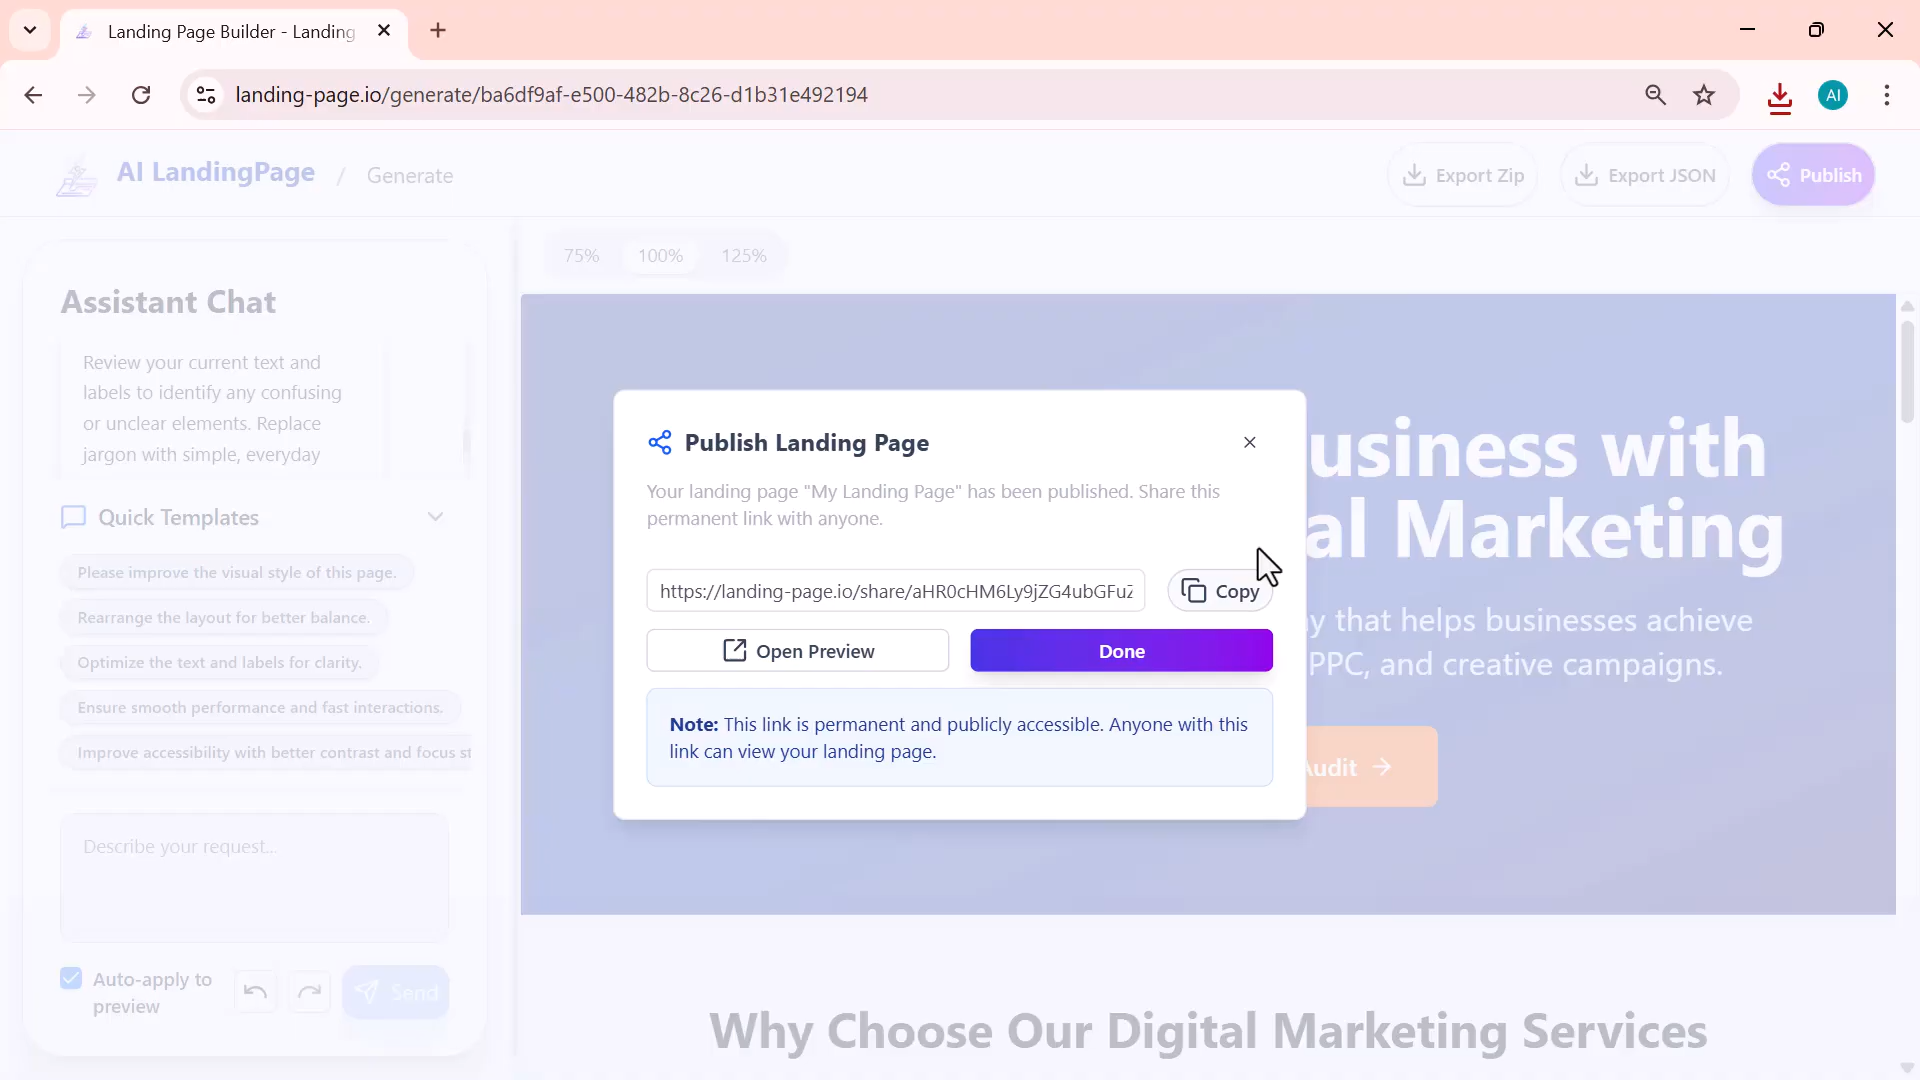 Landing Page Builder - Landing
landing-page.io/generate/ba6df9af-e500-482b-8c26-d1b31e492194
AI
AI LandingPage / Generate
Export Zip
Export JSON
Publish
75% 100% 125%
Assistant Chat
Review your current text and
labels to identify any confusing
or unclear elements. Replace
jargon with simple, everyday
Quick Templates
Please improve the visual style of this page.
Rearrange the layout for better balance.
Optimize the text and labels for clarity.
Ensure smooth performance and fast interactions.
Improve accessibility with better contrast and focus st
Describe your request...
Auto-apply to
preview
Send
usiness with
al Marketing
y that helps businesses achieve
PPC, and creative campaigns.
Audit
Publish Landing Page
Your landing page "My Landing Page" has been published. Share this
permanent link with anyone.
https://landing-page.io/share/aHR0cHM6Ly9jZG4ubGFuZ
Copy
Open Preview
Done
Note: This link is permanent and publicly accessible. Anyone with this
link can view your landing page.
Why Choose Our Digital Marketing Services